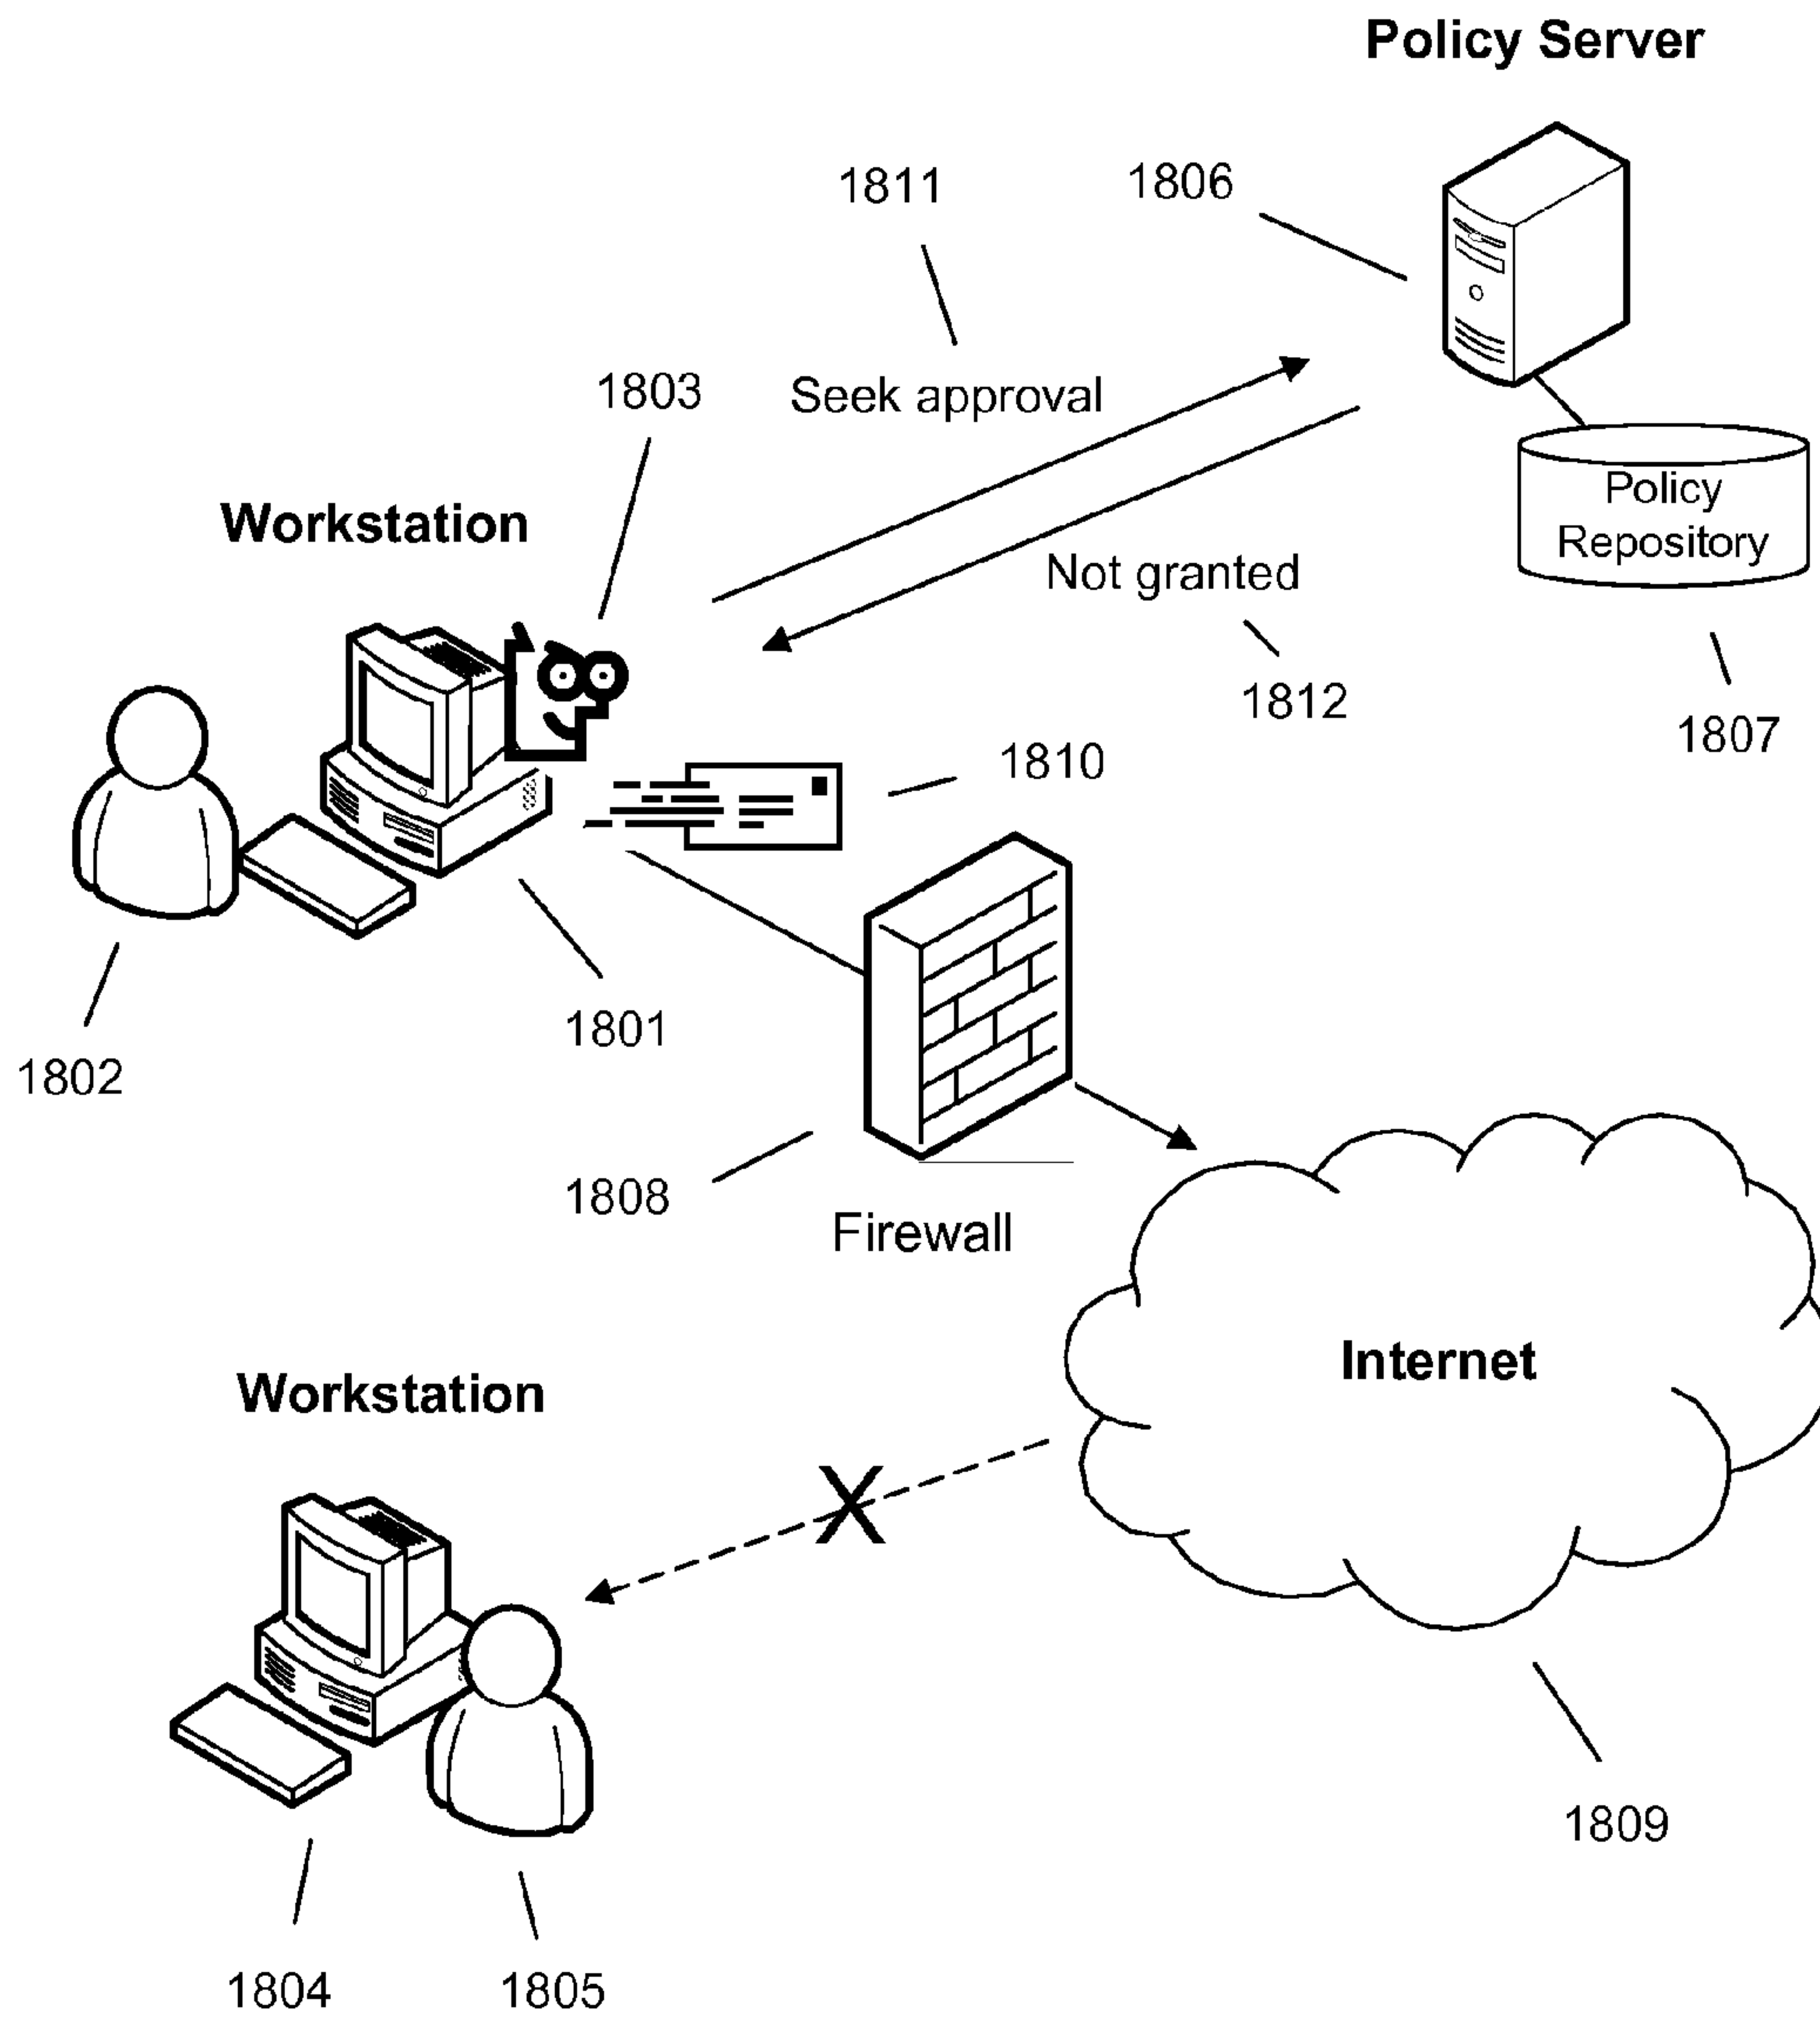 Policy Server
1811
1806
1803
Seek approval
Policy
Repository
Workstation
Not granted
1812
1807
1810
1801
1802
1808
Firewall
Internet
Workstation
X
1809
1804
1805